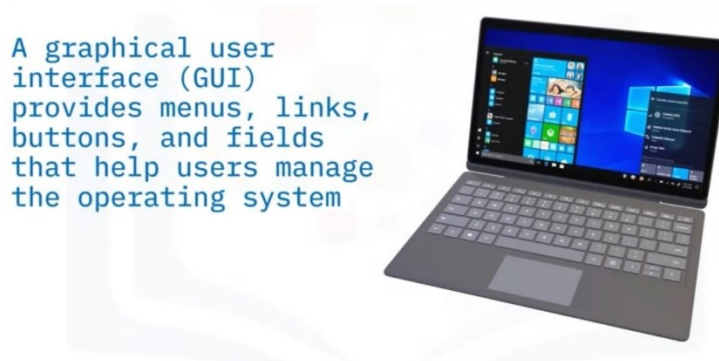 A graphical user
interface (GUI)
provides menus, links,
buttons, and fields
that help users manage
the operating system